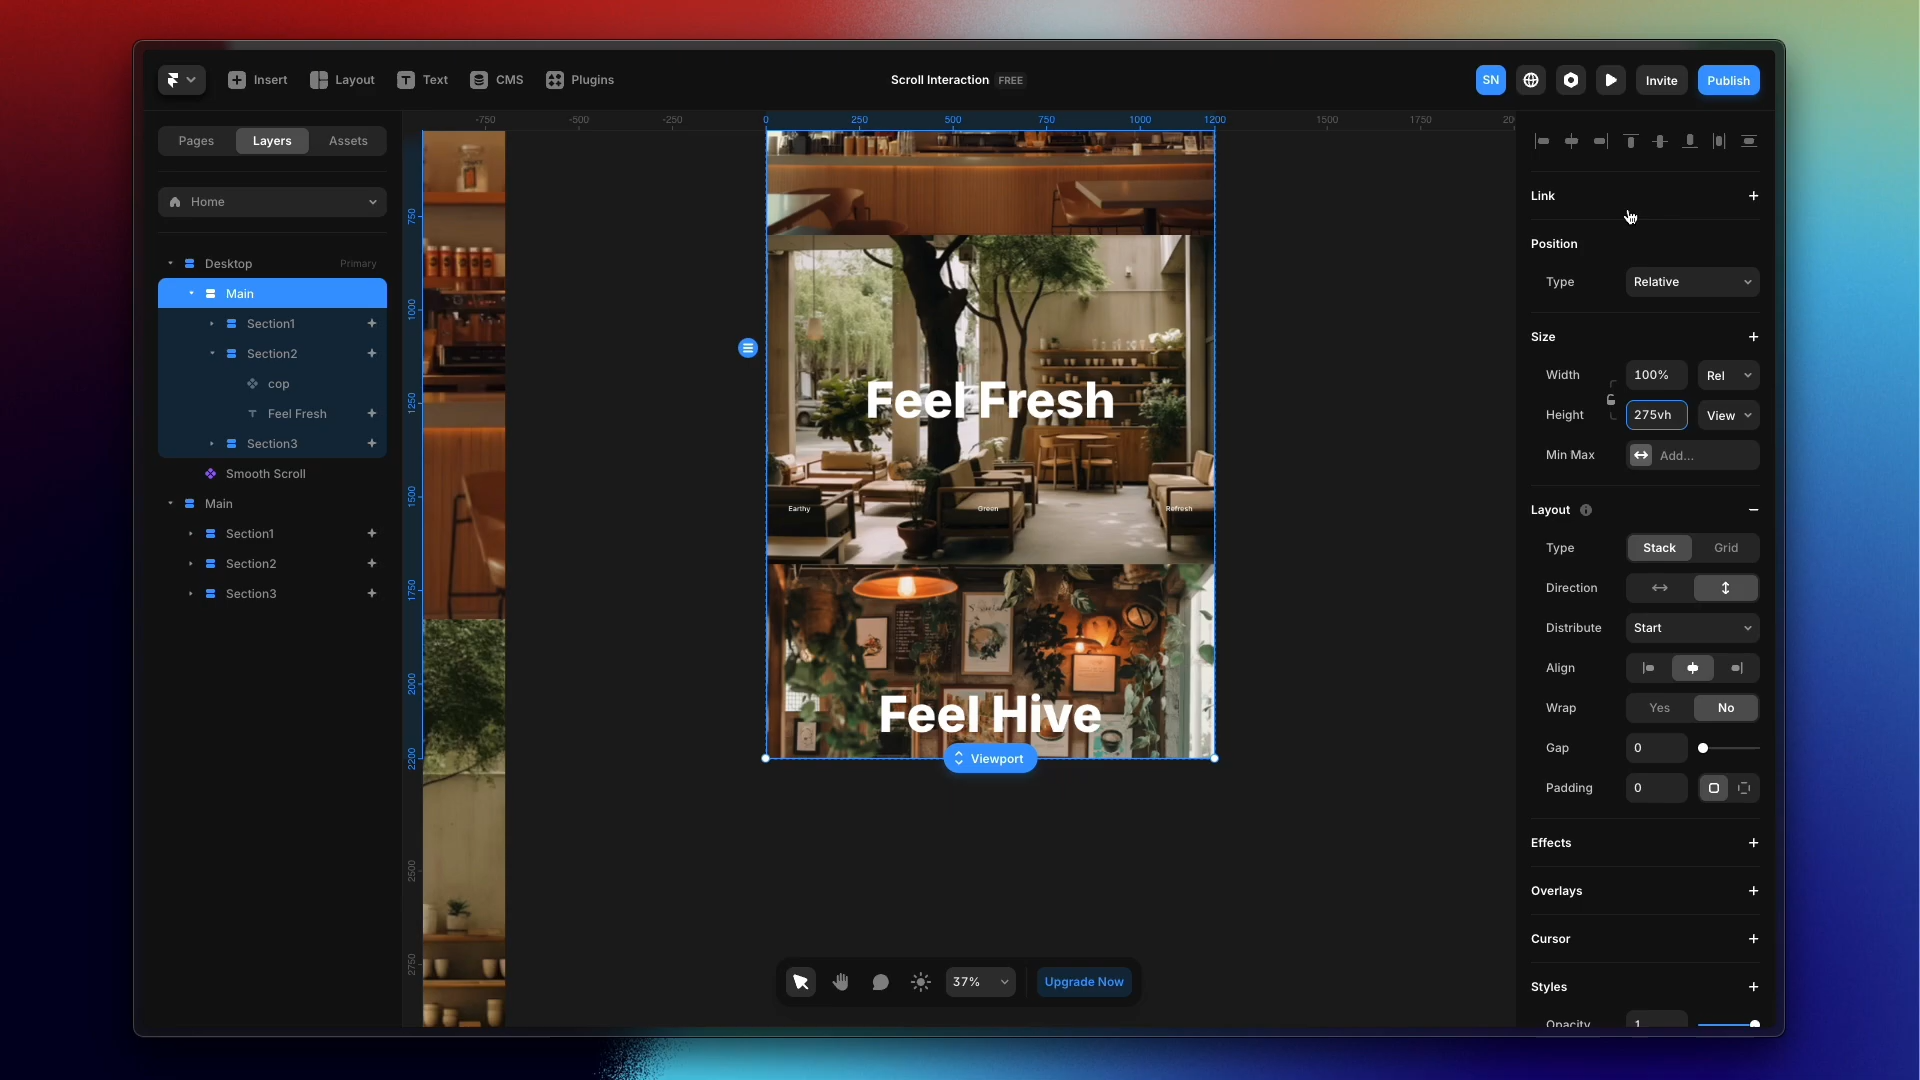 Insert Layout Text CMS Plugins Scroll Interaction FREE SN Invite Publish
Pages Layers Assets
Home
Desktop Primary
Main
Section1
Section2
cop
Feel Fresh
Section3
Smooth Scroll
Main
Section1
Section2
Section3
-750 -500 -250 0 250 500 750 1000 1200 1500 1750 20
750
1000
1250
1500
1750
2000
2200
2500
2750
Feel Fresh
Earthy Green Refresh
Feel Hive
Viewport
37% Upgrade Now
Link
Position
Type Relative
Size
Width 100% Rel
Height 275vh View
Min Max Add...
Layout
Type Stack Grid
Direction
Distribute Start
Align
Wrap Yes No
Gap 0
Padding 0
Effects
Overlays
Cursor
Styles
Opacity 1